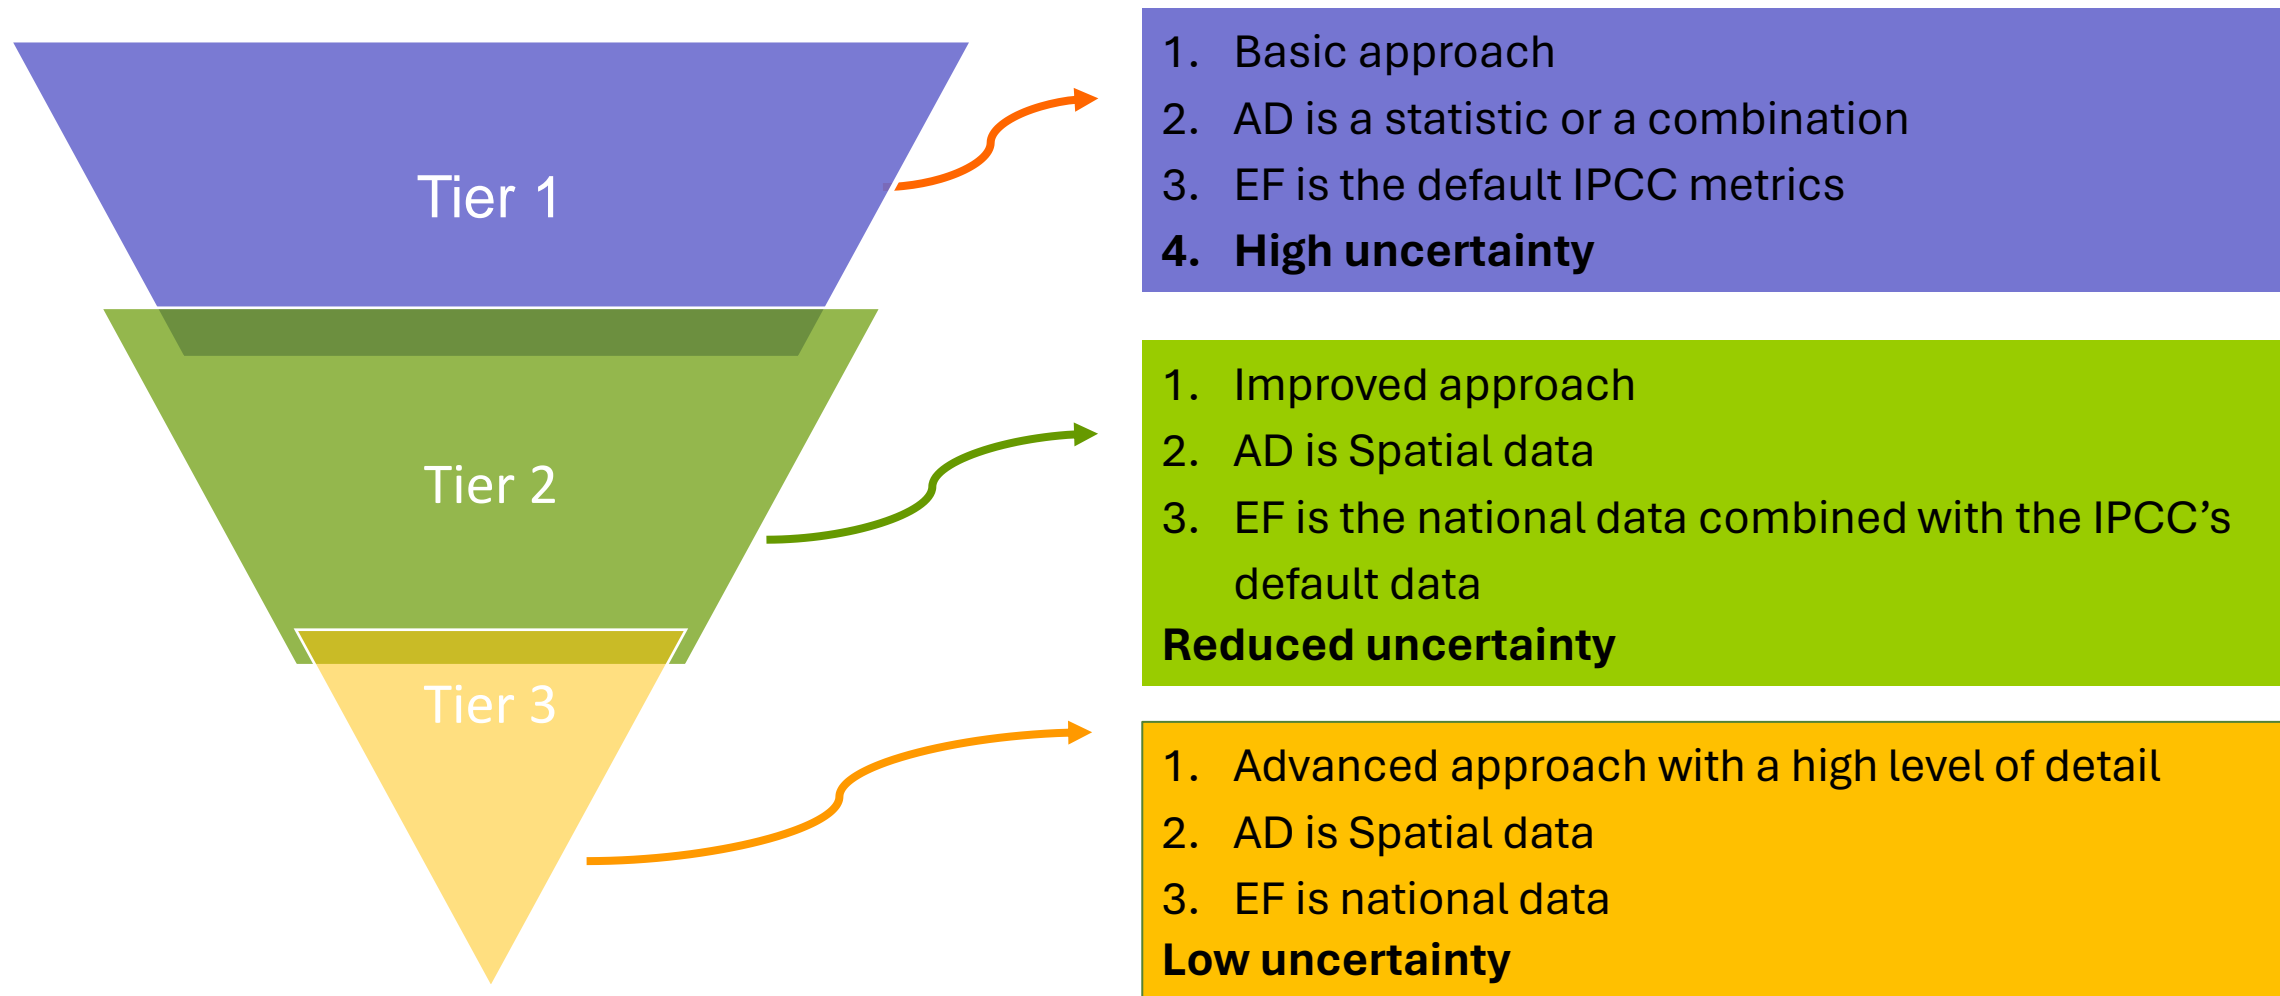 Tier 1
1. Basic approach
2. AD is a statistic or a combination
3. EF is the default IPCC metrics
4. High uncertainty
Tier 2
1. Improved approach
2. AD is Spatial data
3. EF is the national data combined with the IPCC’s
default data
Reduced uncertainty
Tier 3
1. Advanced approach with a high level of detail
2. AD is Spatial data
3. EF is national data
Low uncertainty